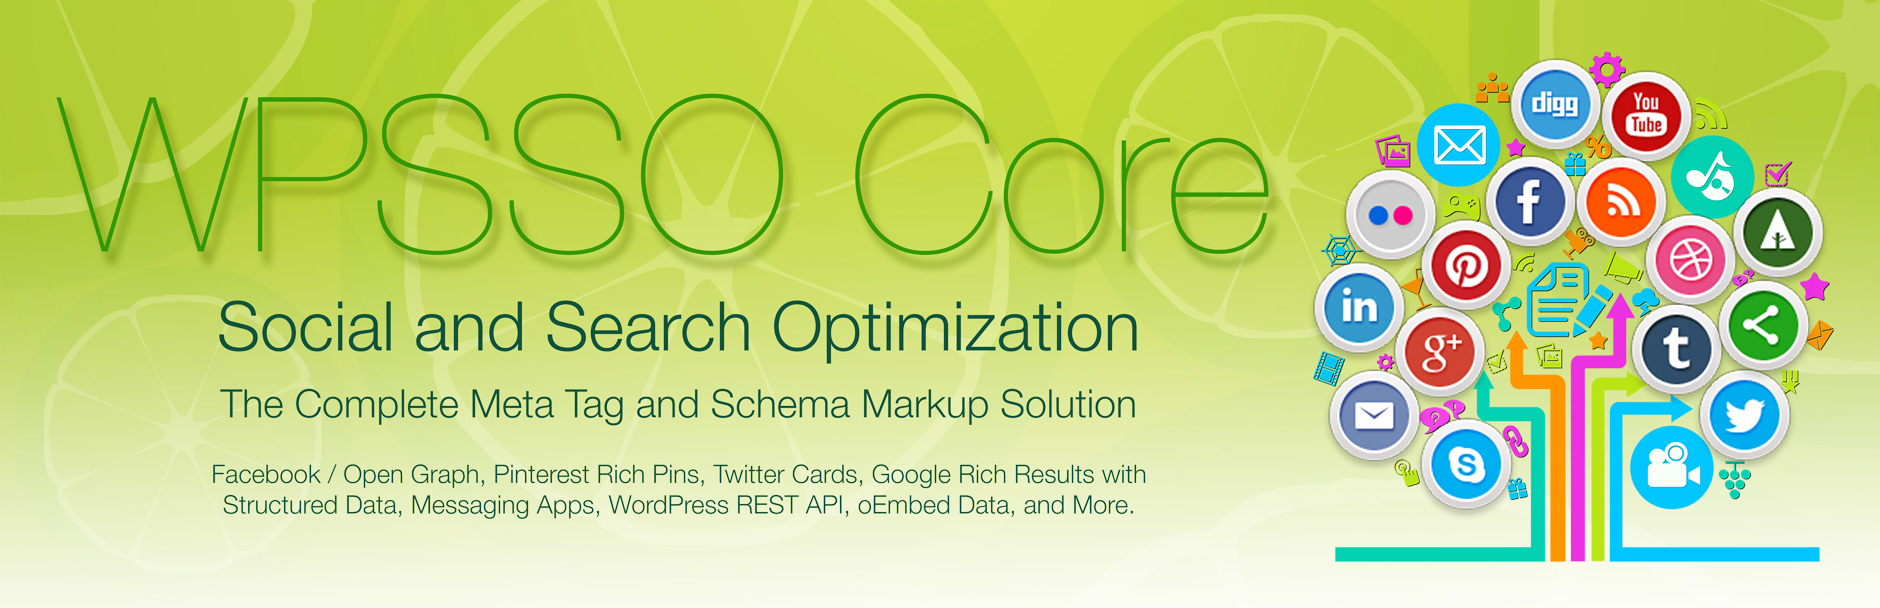 WPSSO Core
Social and Search Optimization
The Complete Meta Tag and Schema Markup Solution
Facebook / Open Graph, Pinterest Rich Pins, Twitter Cards, Google Rich Results with
Structured Data, Messaging Apps, WordPress REST API, oEmbed Data, and More.
digg
You
Tube
%
f
in
g+
t
S